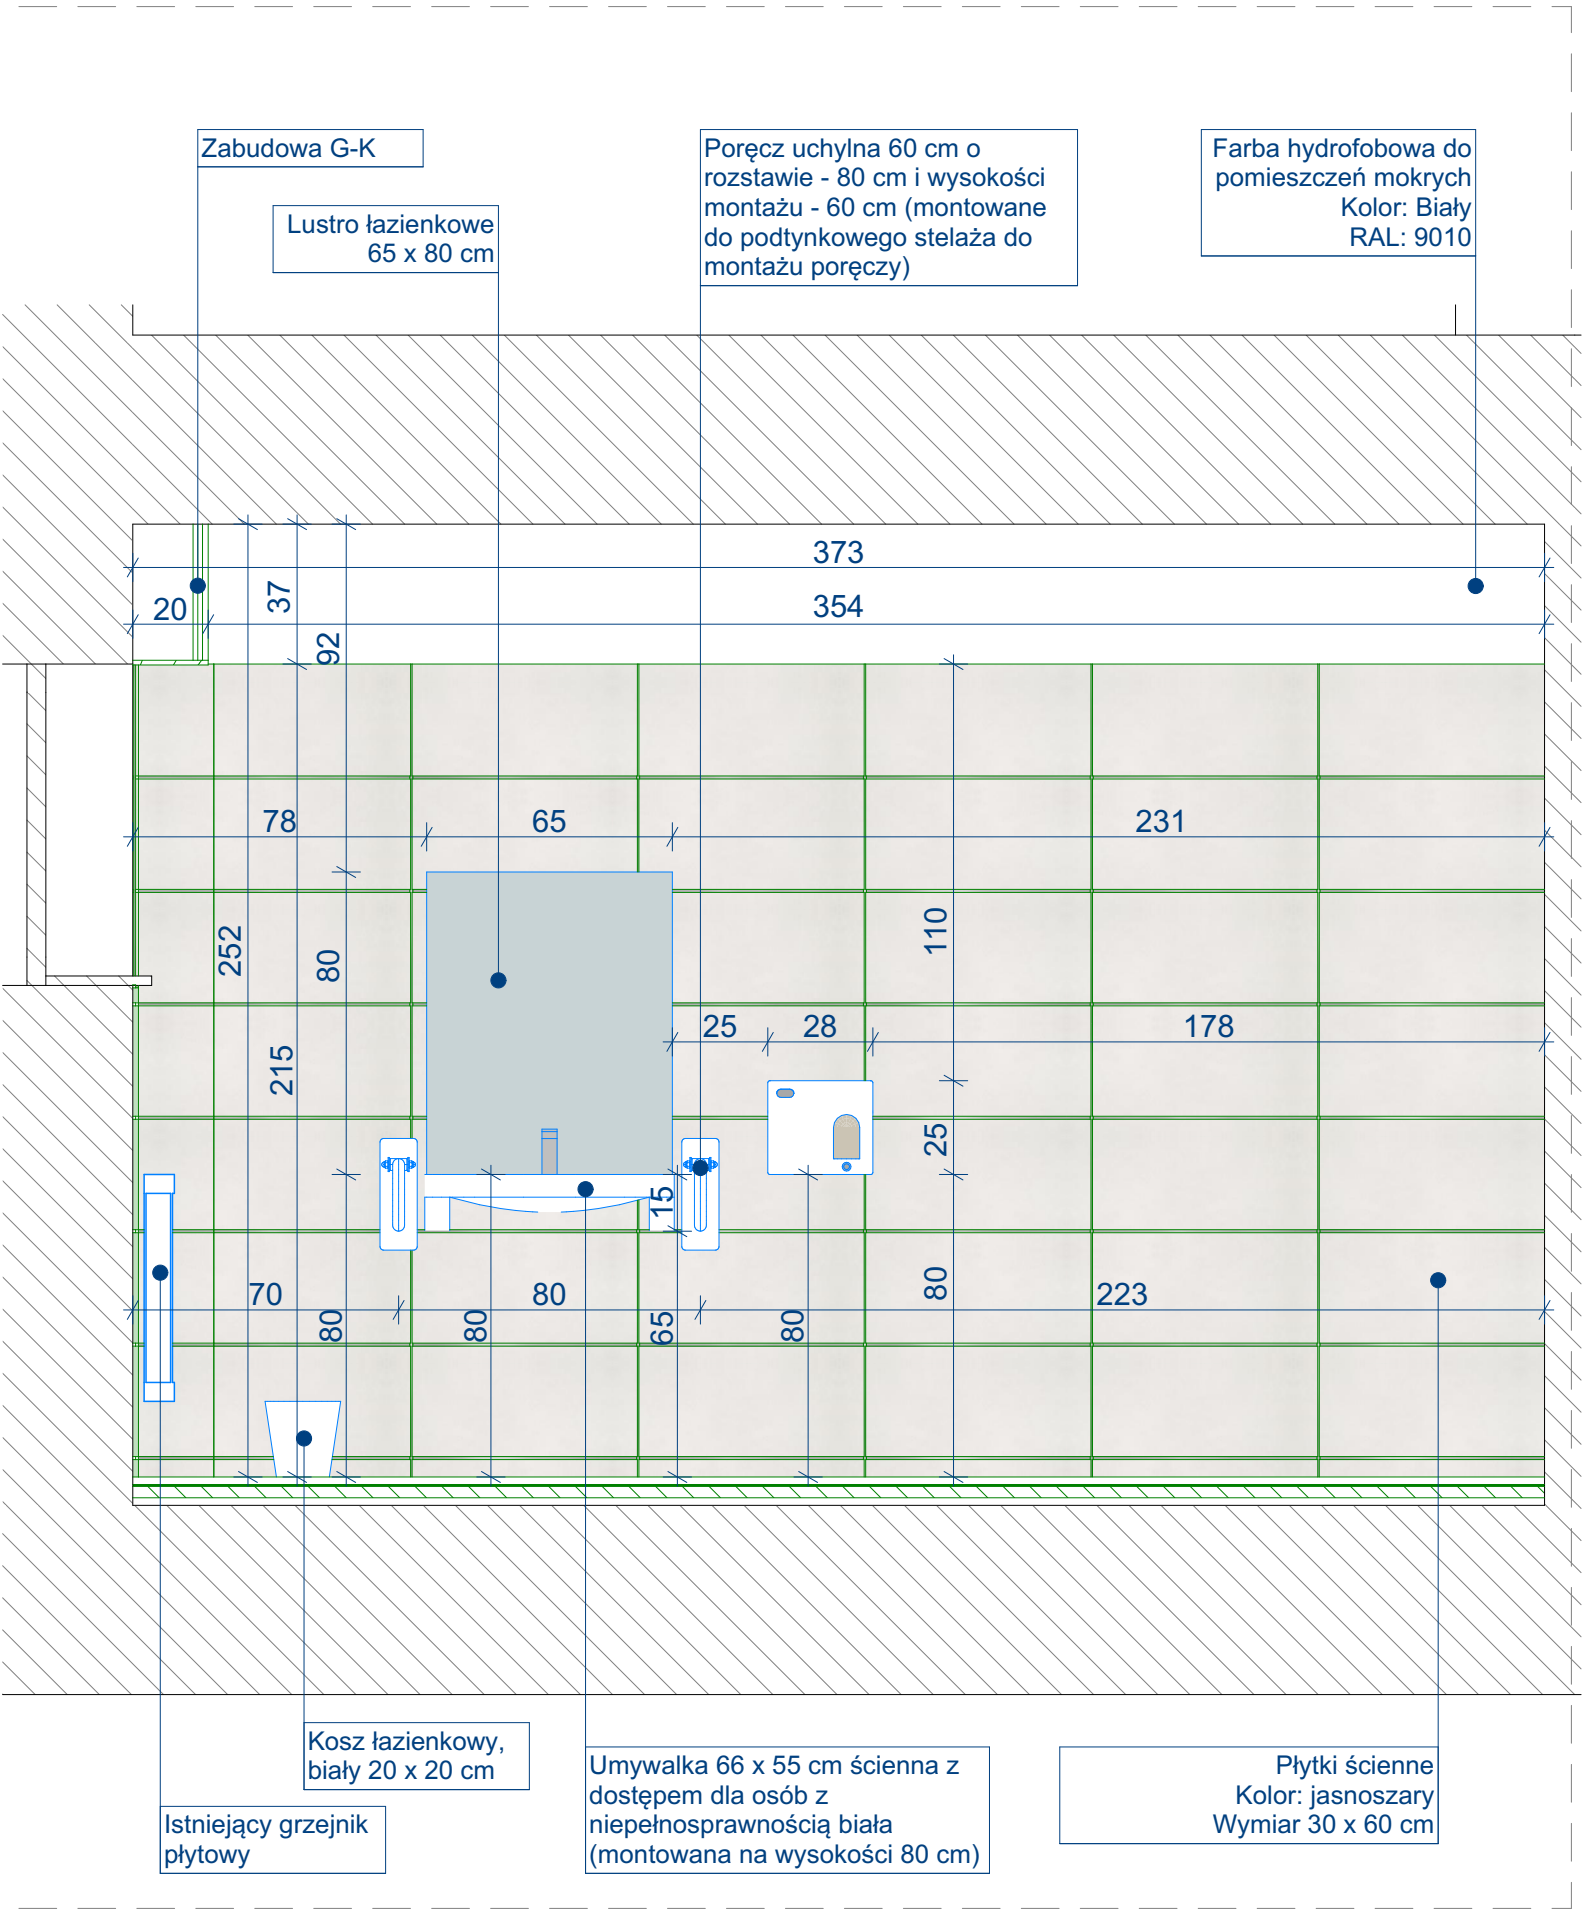 Zabudowa G-K
Lustro łazienkowe
65 x 80 cm
Poręcz uchylna 60 cm o
rozstawie - 80 cm i wysokości
montażu - 60 cm (montowane
do podtynkowego stelaża do
montażu poręczy)
Farba hydrofobowa do
pomieszczeń mokrych
Kolor: Biały
RAL: 9010
373
20
37
354
92
78
65
231
252
80
110
25
28
178
215
25
15
70
80
80
80
65
80
80
223
Kosz łazienkowy,
biały 20 x 20 cm
Istniejący grzejnik
płytowy
Umywalka 66 x 55 cm ścienna z
dostępem dla osób z
niepełnosprawnością biała
(montowana na wysokości 80 cm)
Płytki ścienne
Kolor: jasnoszary
Wymiar 30 x 60 cm